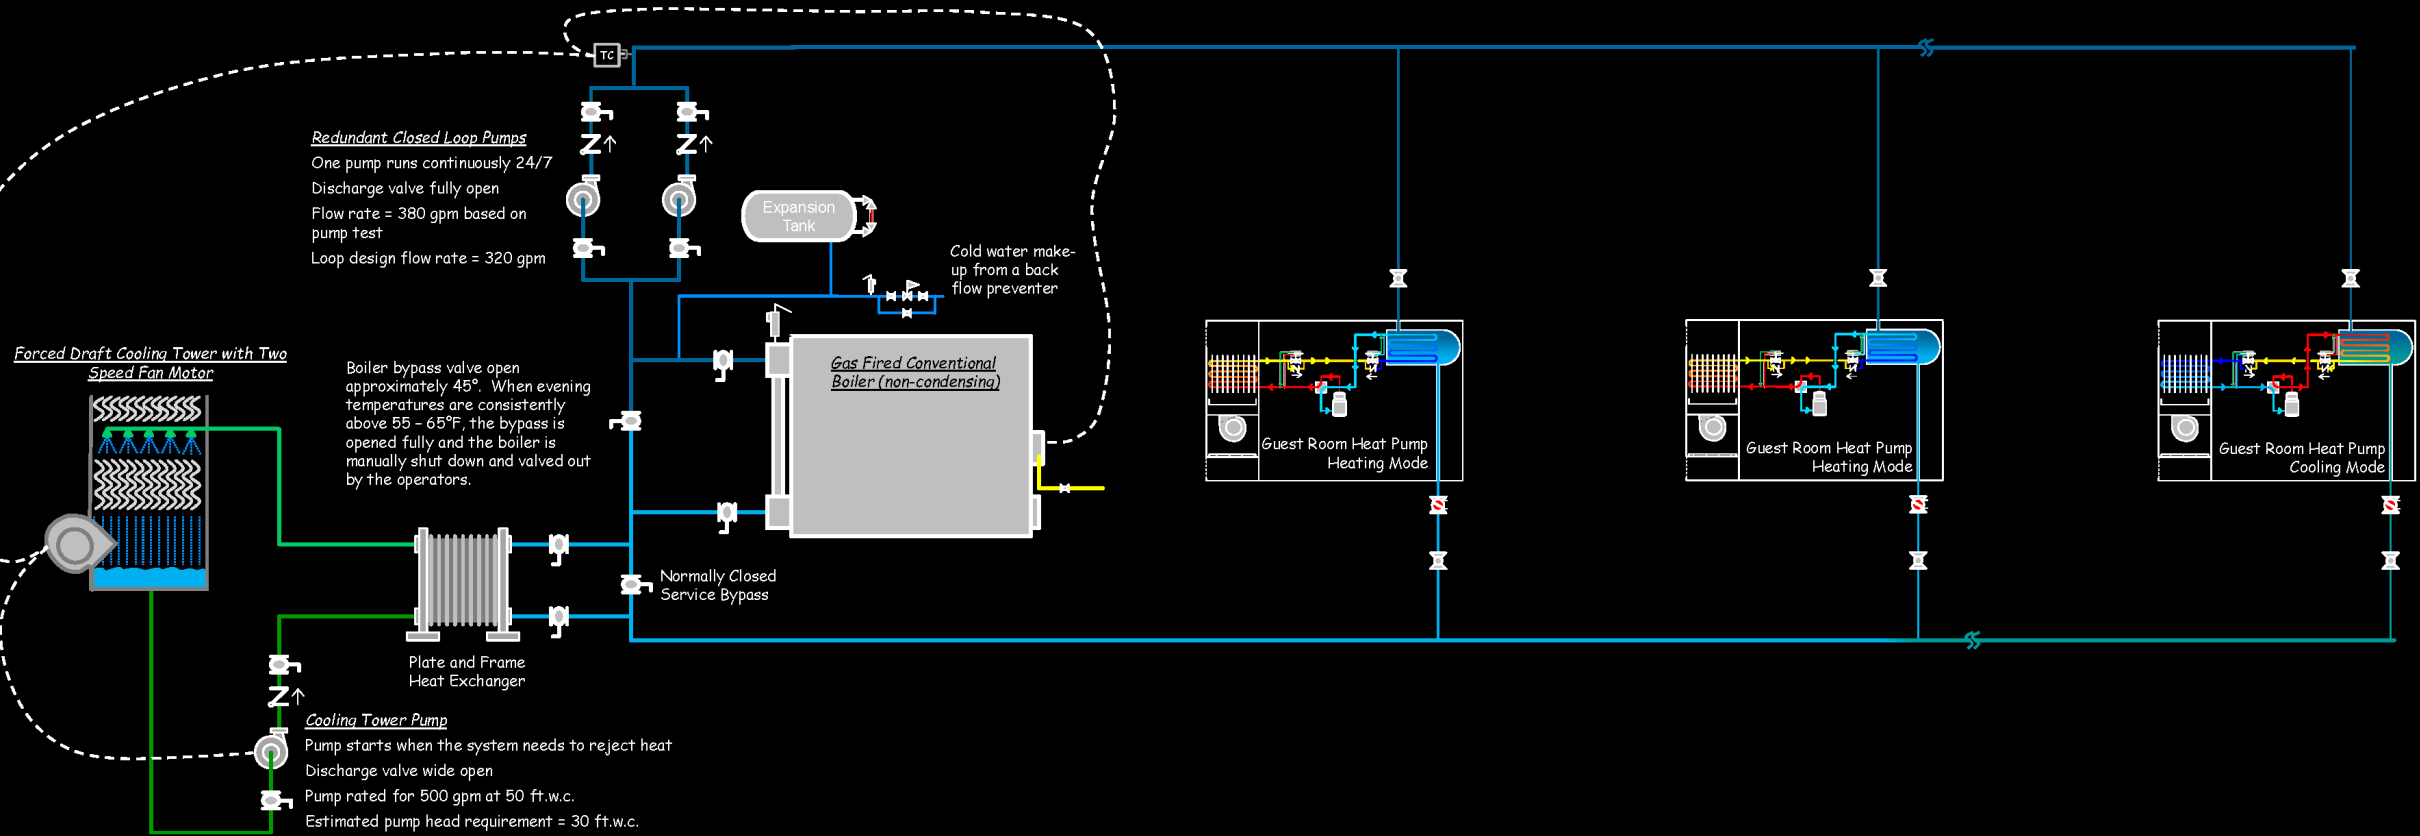 TC
Redundant Closed Loop Pumps
One pump runs continuously 24/7
Discharge valve fully open
Flow rate = 380 gpm based on
pump test
Loop design flow rate = 320 gpm
Expansion
Tank
Cold water make-
up from a back
flow preventer
Forced Draft Cooling Tower with Two
Speed Fan Motor
Boiler bypass valve open
approximately 45°. When evening
temperatures are consistently
above 55 – 65°F, the bypass is
opened fully and the boiler is
manually shut down and valved out
by the operators.
Gas Fired Conventional
Boiler (non-condensing)
Guest Room Heat Pump
Heating Mode
Guest Room Heat Pump
Heating Mode
Guest Room Heat Pump
Cooling Mode
Normally Closed
Service Bypass
Plate and Frame
Heat Exchanger
Cooling Tower Pump
Pump starts when the system needs to reject heat
Discharge valve wide open
Pump rated for 500 gpm at 50 ft.w.c.
Estimated pump head requirement = 30 ft.w.c.